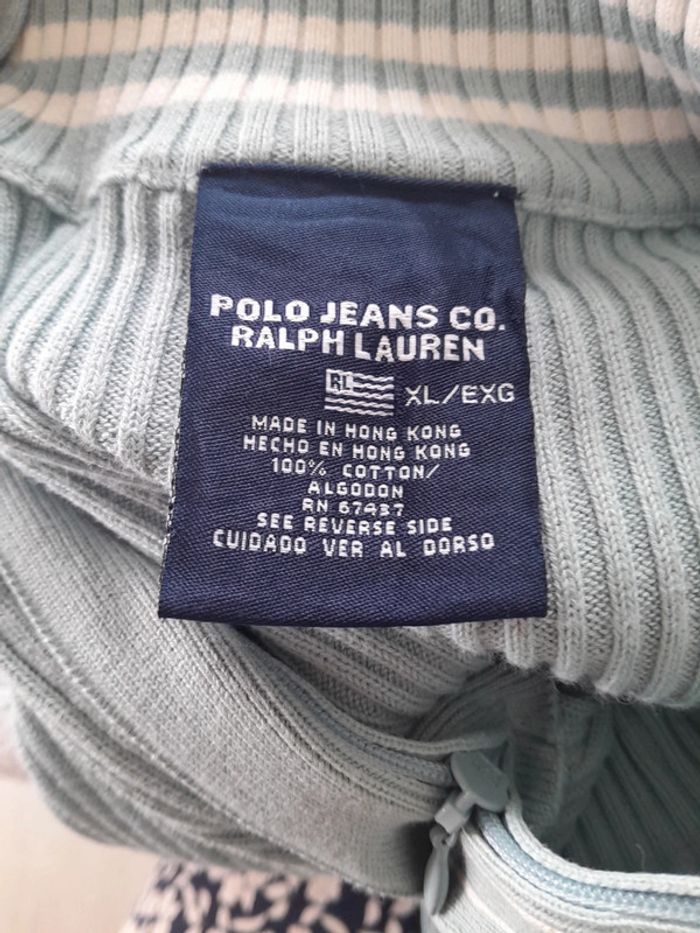 POLO JEANS CO.
RALPH LAUREN
RL XL/EXG
MADE IN HONG KONG
HECHO EN HONG KONG
100% COTTON/
ALGODON
RN 67437
SEE REVERSE SIDE
CUIDADO VER AL DORSO